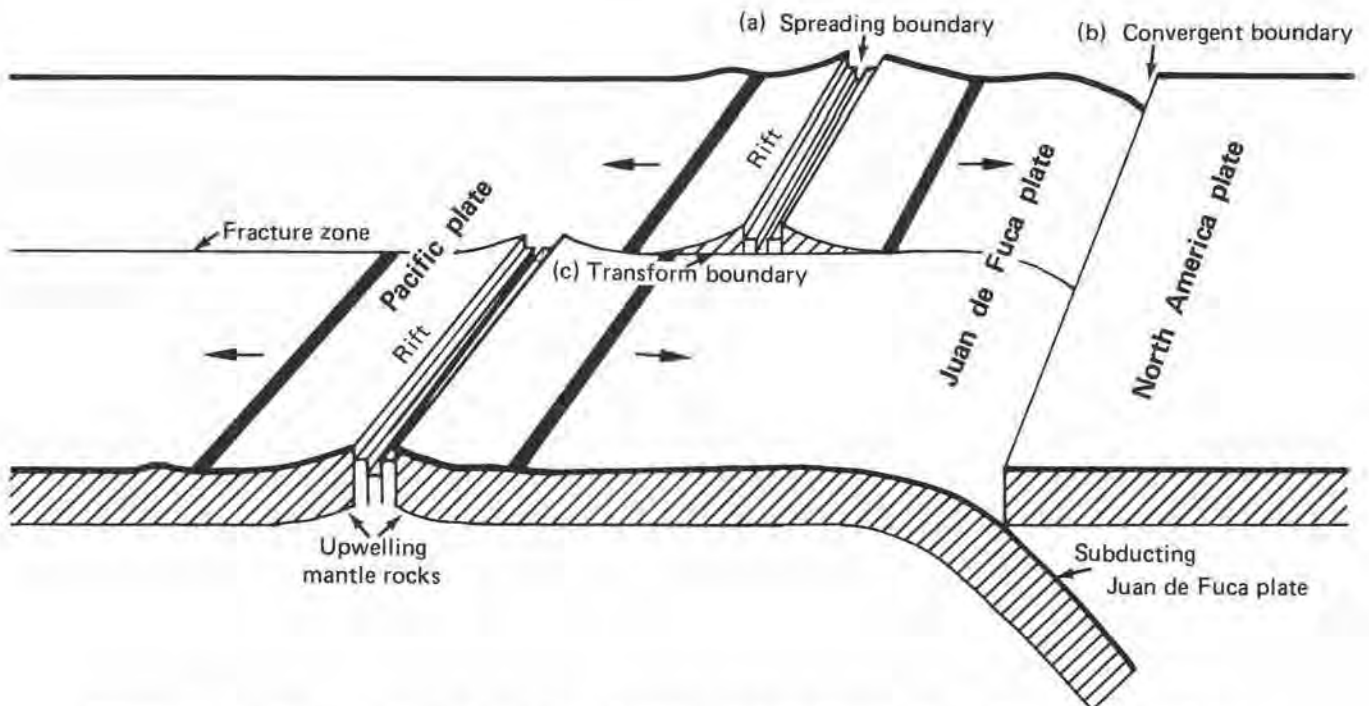 (a) Spreading boundary
(b) Convergent boundary
Rift
Fracture zone
Pacific plate
(c) Transform boundary
Juan de Fuca plate
North America plate
Rift
Upwelling
mantle rocks
Subducting
Juan de Fuca plate